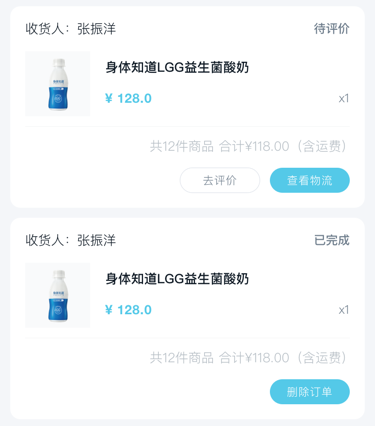 收货人：张振洋 待评价
身体知道LGG益生菌酸奶
¥ 128.0 x1
共12件商品 合计¥118.00（含运费）
去评价 查看物流
收货人：张振洋 已完成
身体知道LGG益生菌酸奶
¥ 128.0 x1
共12件商品 合计¥118.00（含运费）
删除订单